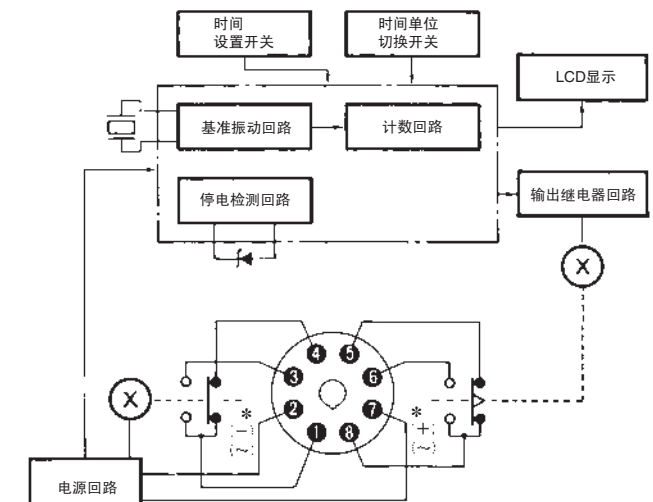 时间
设置开关
时间单位
切换开关
LCD显示
基准振动回路
计数回路
停电检测回路
输出继电器回路
X
4 5
3 6
X
2 7
* (~) (−)
* (~) (+)
1 8
电源回路